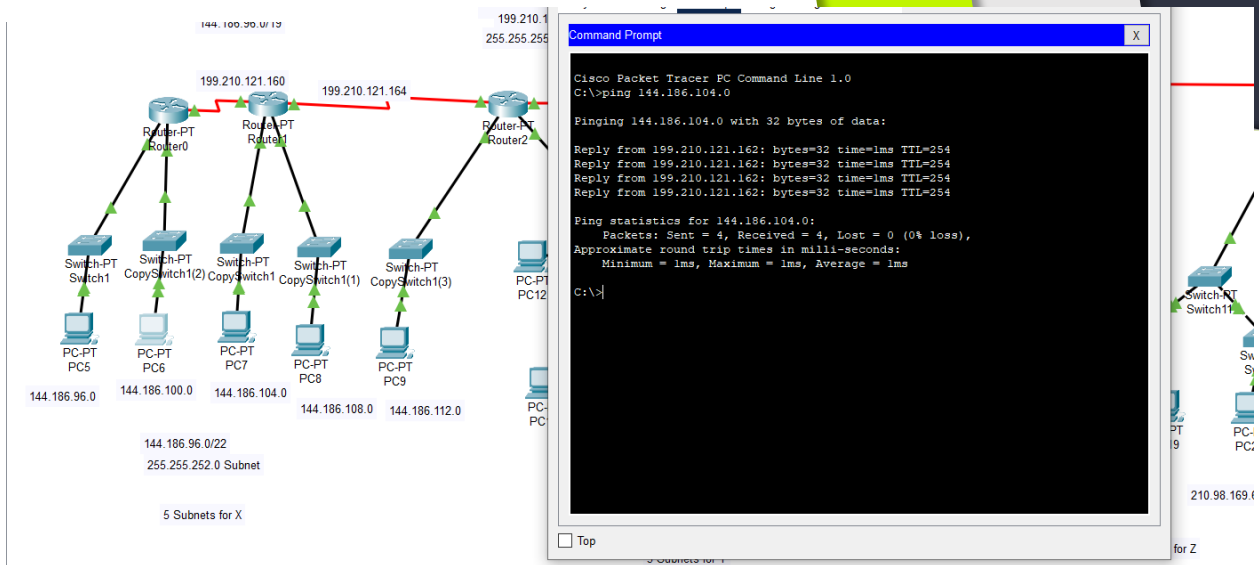 144.186.96.0/19
199.210.1
255.255.255
199.210.121.160
199.210.121.164
Router-PT
Router0
Router-PT
Router1
Router-PT
Router2
Switch-PT
Switch1
Switch-PT
CopySwitch1(2)
Switch-PT
CopySwitch1
Switch-PT
CopySwitch1(1)
Switch-PT
CopySwitch1(3)
PC-PT
PC5
PC-PT
PC6
PC-PT
PC7
PC-PT
PC8
PC-PT
PC9
PC-PT
PC12
144.186.96.0
144.186.100.0
144.186.104.0
144.186.108.0
144.186.112.0
144.186.96.0/22
255.255.252.0 Subnet
5 Subnets for X
Command Prompt
X
Cisco Packet Tracer PC Command Line 1.0
C:\>ping 144.186.104.0
Pinging 144.186.104.0 with 32 bytes of data:
Reply from 199.210.121.162: bytes=32 time=1ms TTL=254
Reply from 199.210.121.162: bytes=32 time=1ms TTL=254
Reply from 199.210.121.162: bytes=32 time=1ms TTL=254
Reply from 199.210.121.162: bytes=32 time=1ms TTL=254
Ping statistics for 144.186.104.0:
Packets: Sent = 4, Received = 4, Lost = 0 (0% loss),
Approximate round trip times in milli-seconds:
Minimum = 1ms, Maximum = 1ms, Average = 1ms
C:\>
Top
Switch-PT
Switch11
210.98.169.6
for Z